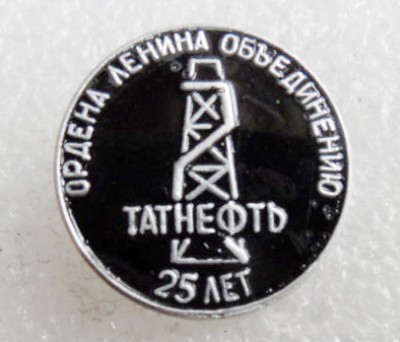 ОРДЕНА ЛЕНИНА ОБЪЕДИНЕНИЮ
ТАТНЕФТЬ
25 ЛЕТ